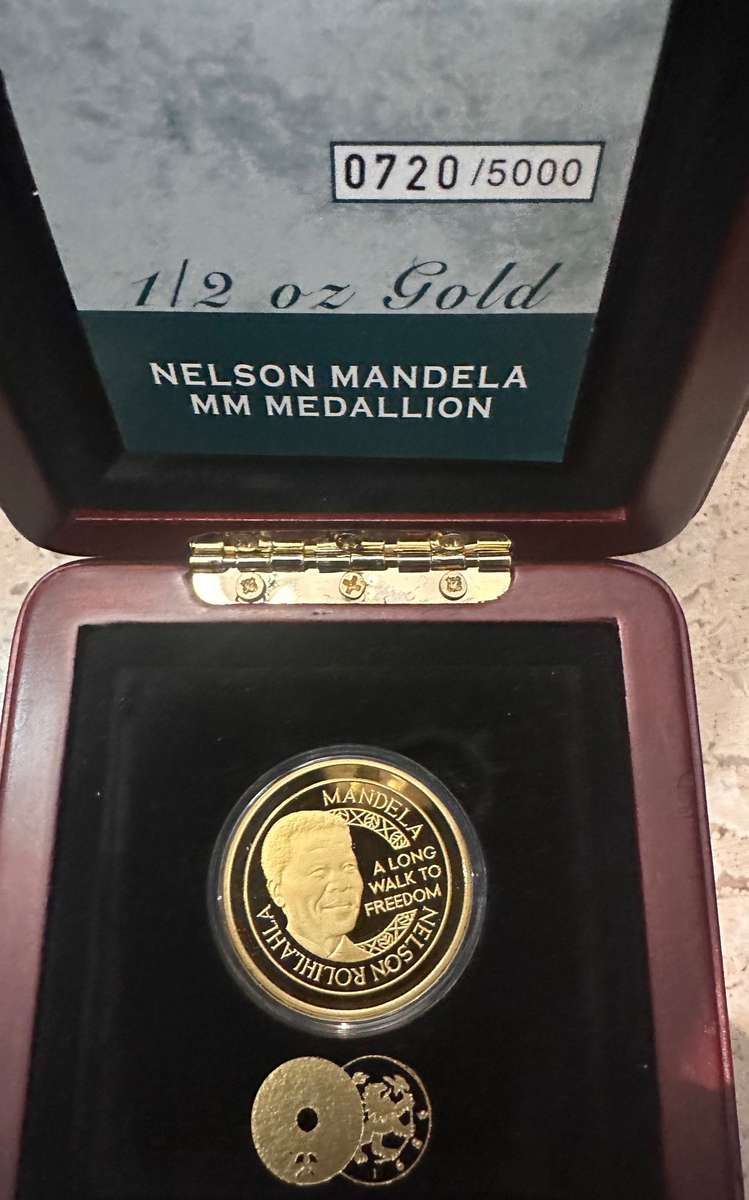 0720 /5000
1/2 oz Gold
NELSON MANDELA
MM MEDALLION
MANDELA
A LONG
WALK TO
FREEDOM
NELSON ROLIHLAHLA